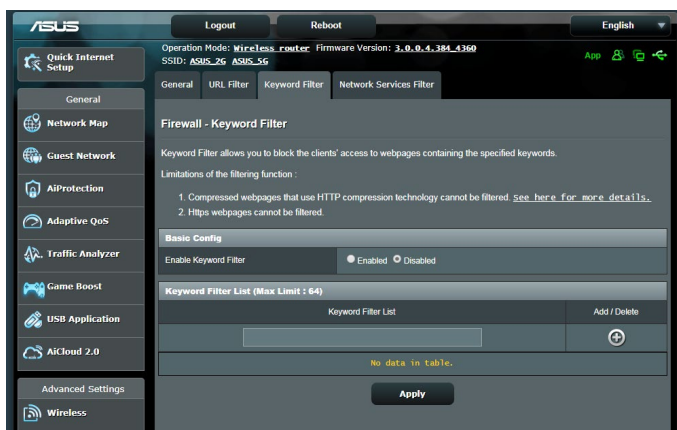 ASUS
Logout
Reboot
English
Operation Mode: Wireless router Firmware Version: 3.0.0.4.384_4360
SSID: ASUS_2G ASUS_5G
App
Quick Internet
Setup
General
Network Map
Guest Network
AiProtection
Adaptive QoS
Traffic Analyzer
Game Boost
USB Application
AiCloud 2.0
Advanced Settings
Wireless
General
URL Filter
Keyword Filter
Network Services Filter
Firewall - Keyword Filter
Keyword Filter allows you to block the clients' access to webpages containing the specified keywords.
Limitations of the filtering function :
1. Compressed webpages that use HTTP compression technology cannot be filtered. See here for more details.
2. Https webpages cannot be filtered.
Basic Config
Enable Keyword Filter
Enabled
Disabled
Keyword Filter List (Max Limit : 64)
Keyword Filter List
Add / Delete
No data in table.
Apply